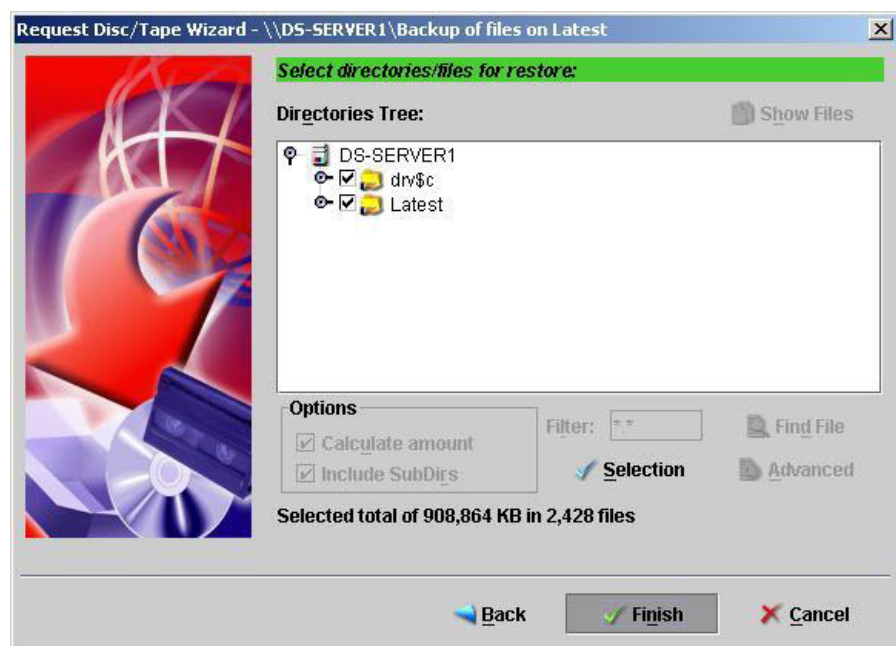 Request Disc/Tape Wizard - \\DS-SERVER1\Backup of files on Latest
Select directories/files for restore:
Directories Tree:
Show Files
DS-SERVER1
drv$c
Latest
Options
Calculate amount
Include SubDirs
Filter:
*.*
Find File
Selection
Advanced
Selected total of 908,864 KB in 2,428 files
Back
Finish
Cancel